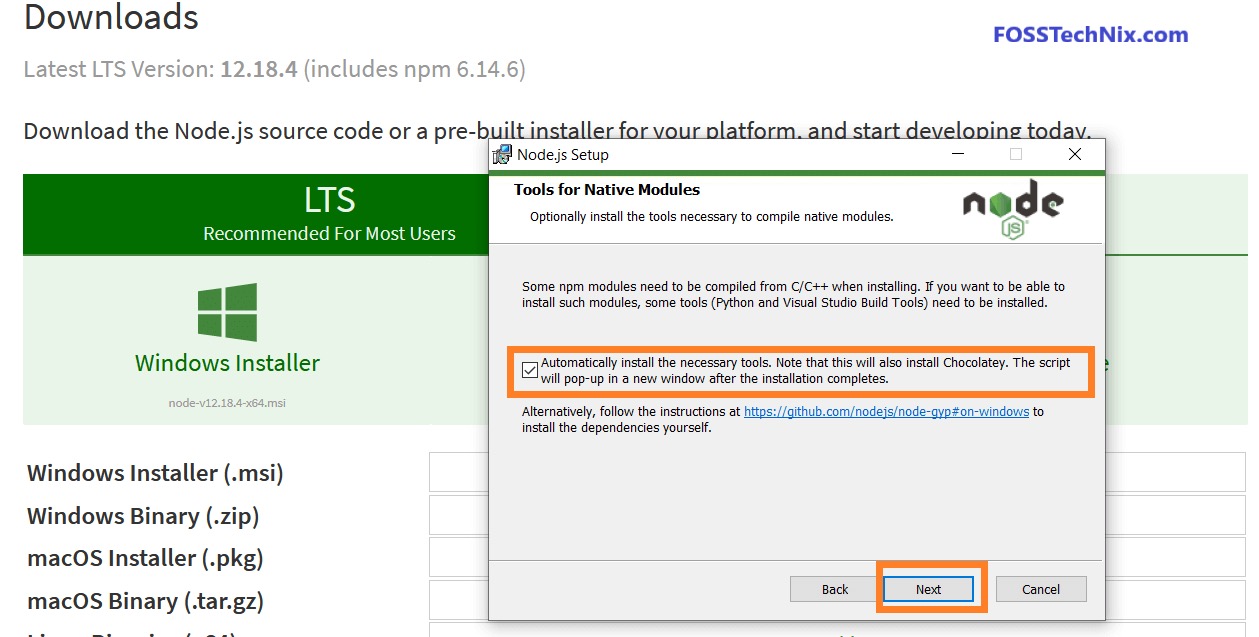 Downloads
FOSSTechNix.com
Latest LTS Version: 12.18.4 (includes npm 6.14.6)
Download the Node.js source code or a pre-built installer for your platform, and start developing today.
LTS
Recommended For Most Users
Windows Installer
node-v12.18.4-x64.msi
Node.js Setup
Tools for Native Modules
Optionally install the tools necessary to compile native modules.
node
JS
Some npm modules need to be compiled from C/C++ when installing. If you want to be able to
install such modules, some tools (Python and Visual Studio Build Tools) need to be installed.
Automatically install the necessary tools. Note that this will also install Chocolatey. The script
will pop-up in a new window after the installation completes.
Alternatively, follow the instructions at https://github.com/nodejs/node-gyp#on-windows to
install the dependencies yourself.
Back
Next
Cancel
Windows Installer (.msi)
Windows Binary (.zip)
macOS Installer (.pkg)
macOS Binary (.tar.gz)